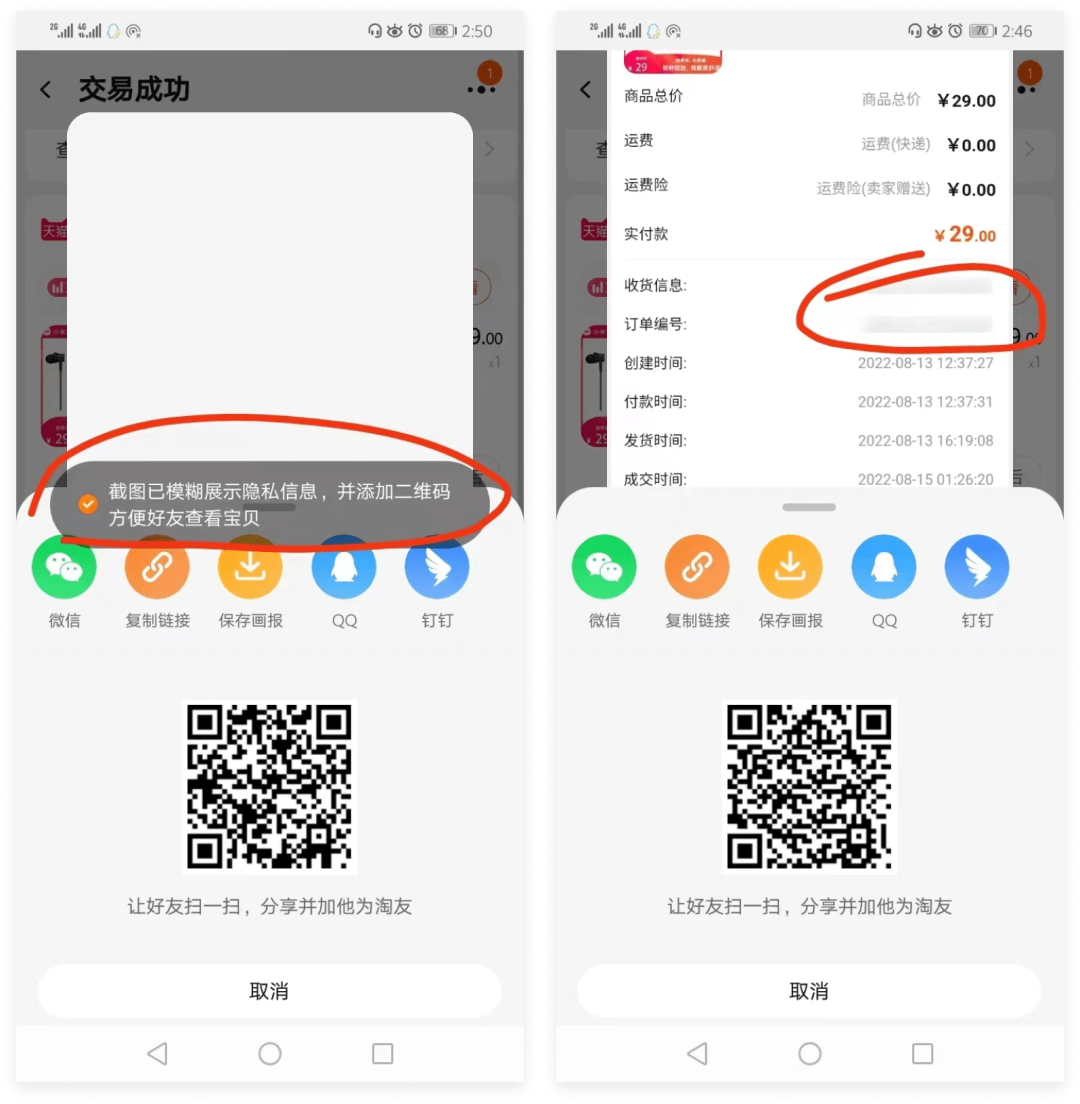 2G 4G 68 2:50
交易成功
1
天猫
9.00
x1
29
截图已模糊展示隐私信息，并添加二维码
方便好友查看宝贝
微信 复制链接 保存画报 QQ 钉钉
让好友扫一扫，分享并加他为淘友
取消
2G 4G 70 2:46
1
¥ 29
商品总价 商品总价 ¥29.00
运费 运费(快递) ¥0.00
运费险 运费险(卖家赠送) ¥0.00
实付款 ¥29.00
天猫
收货信息:
订单编号:
9.00
创建时间: 2022-08-13 12:37:27
x1
付款时间: 2022-08-13 12:37:31
发货时间: 2022-08-13 16:19:08
¥ 29
成交时间: 2022-08-15 01:26:20
微信 复制链接 保存画报 QQ 钉钉
让好友扫一扫，分享并加他为淘友
取消